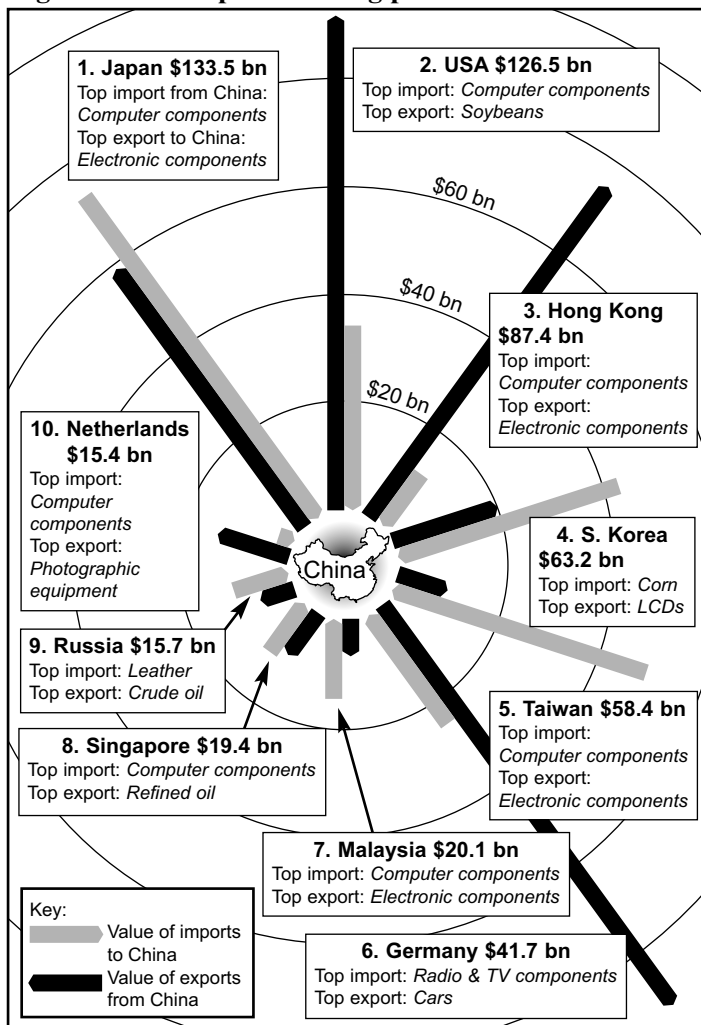 1. Japan $133.5 bn
Top import from China:
Computer components
Top export to China:
Electronic components
2. USA $126.5 bn
Top import: Computer components
Top export: Soybeans
$60 bn
$40 bn
$20 bn
3. Hong Kong
$87.4 bn
Top import:
Computer components
Top export:
Electronic components
10. Netherlands
$15.4 bn
Top import:
Computer
components
Top export:
Photographic
equipment
China
4. S. Korea
$63.2 bn
Top import: Corn
Top export: LCDs
9. Russia $15.7 bn
Top import: Leather
Top export: Crude oil
5. Taiwan $58.4 bn
Top import:
Computer components
Top export:
Electronic components
8. Singapore $19.4 bn
Top import: Computer components
Top export: Refined oil
7. Malaysia $20.1 bn
Top import: Computer components
Top export: Electronic components
Key:
Value of imports
to China
Value of exports
from China
6. Germany $41.7 bn
Top import: Radio & TV components
Top export: Cars